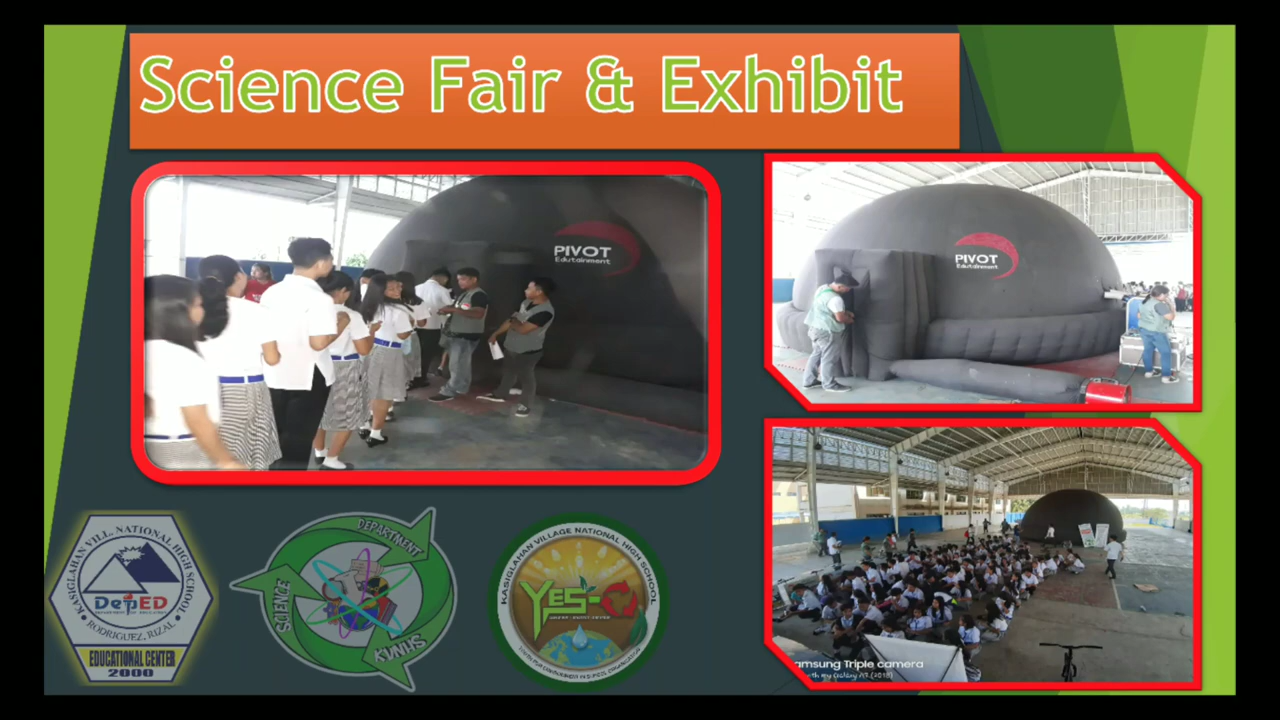 Science Fair & Exhibit
PIVOT
Edutainment
PIVOT
Edutainment
amsung Triple camera
KASIGLAHAN VILL. NATIONAL HIGH SCHOOL
DepED
RODRIGUEZ, RIZAL
EDUCATIONAL CENTER
2000
DEPARTMENT
SCIENCE
KVNHS
KASIGLAHAN VILLAGE NATIONAL HIGH SCHOOL
YES-O